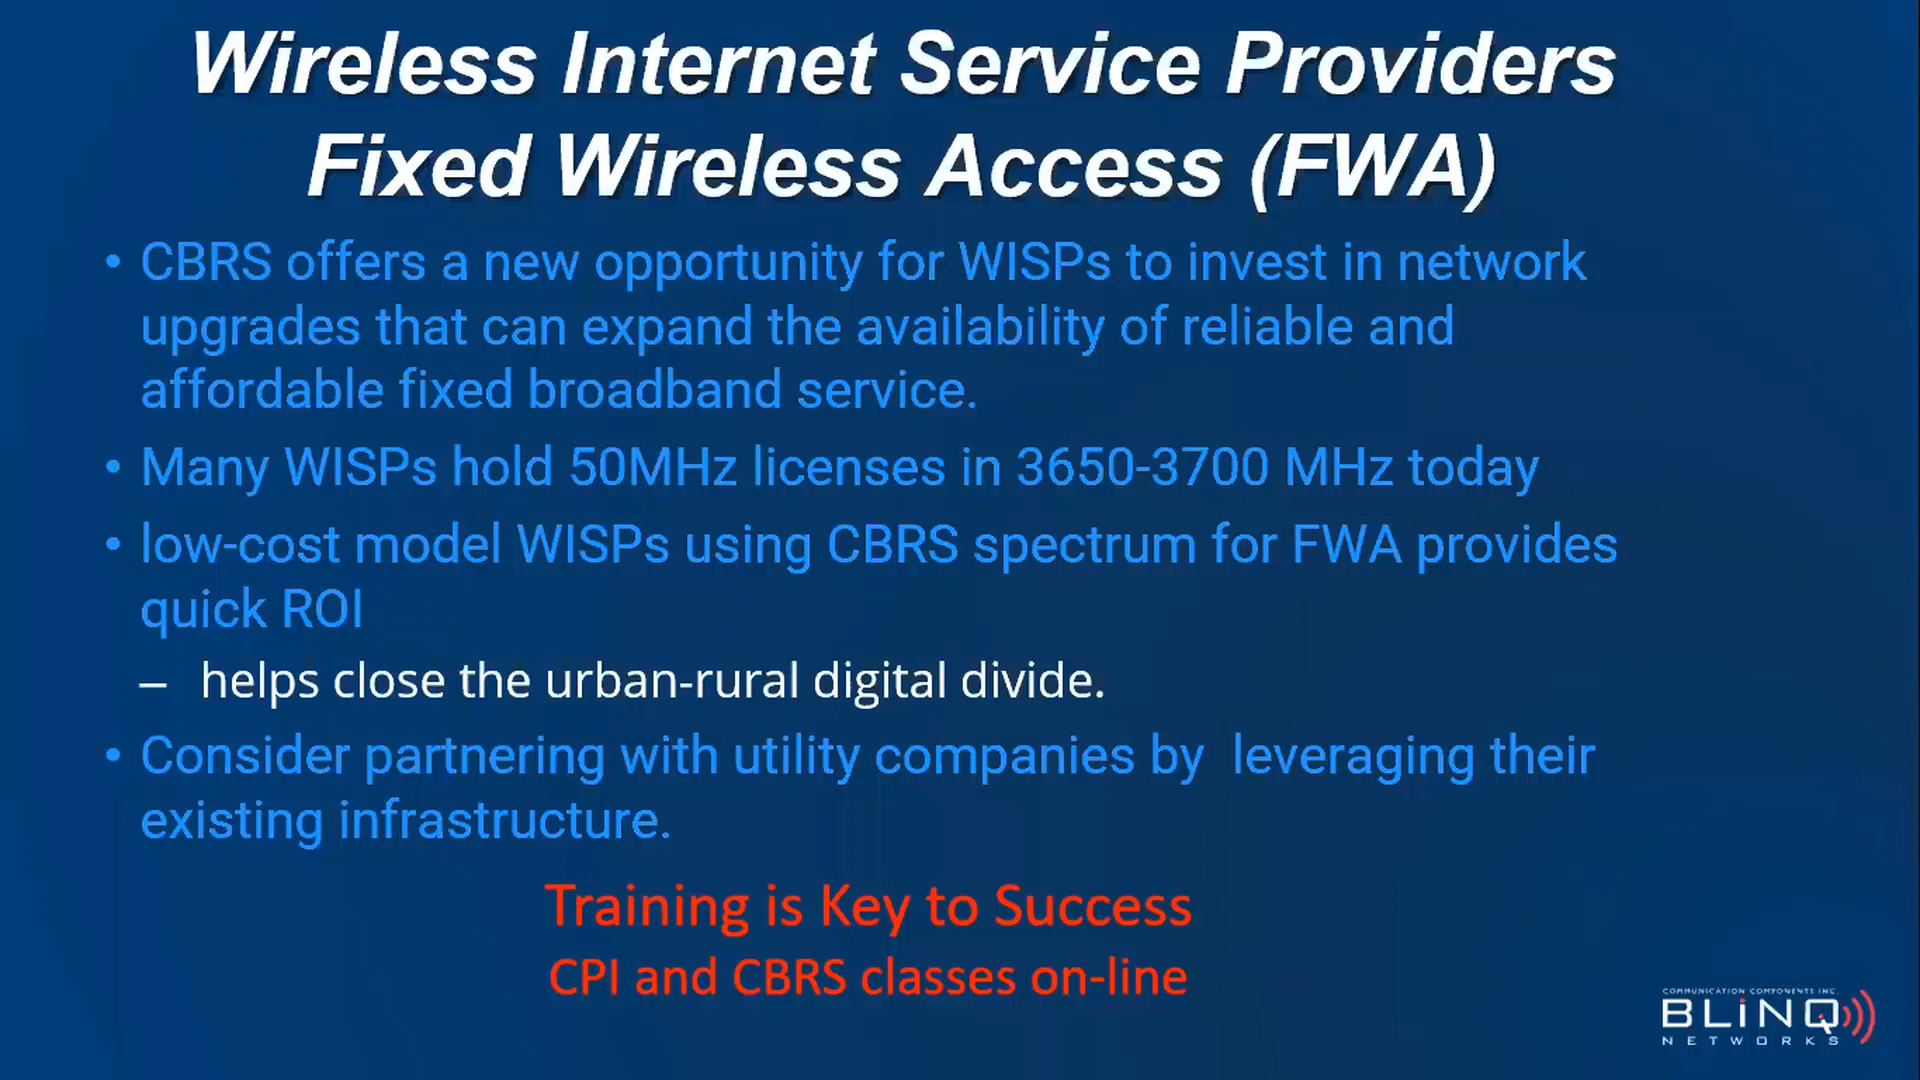 Wireless Internet Service Providers
Fixed Wireless Access (FWA)
• CBRS offers a new opportunity for WISPs to invest in network
upgrades that can expand the availability of reliable and
affordable fixed broadband service.
• Many WISPs hold 50MHz licenses in 3650-3700 MHz today
• low-cost model WISPs using CBRS spectrum for FWA provides
quick ROI
– helps close the urban-rural digital divide.
• Consider partnering with utility companies by  leveraging their
existing infrastructure.
Training is Key to Success
CPI and CBRS classes on-line
COMMUNICATION COMPONENTS INC.
BLiNQ
NETWORKS